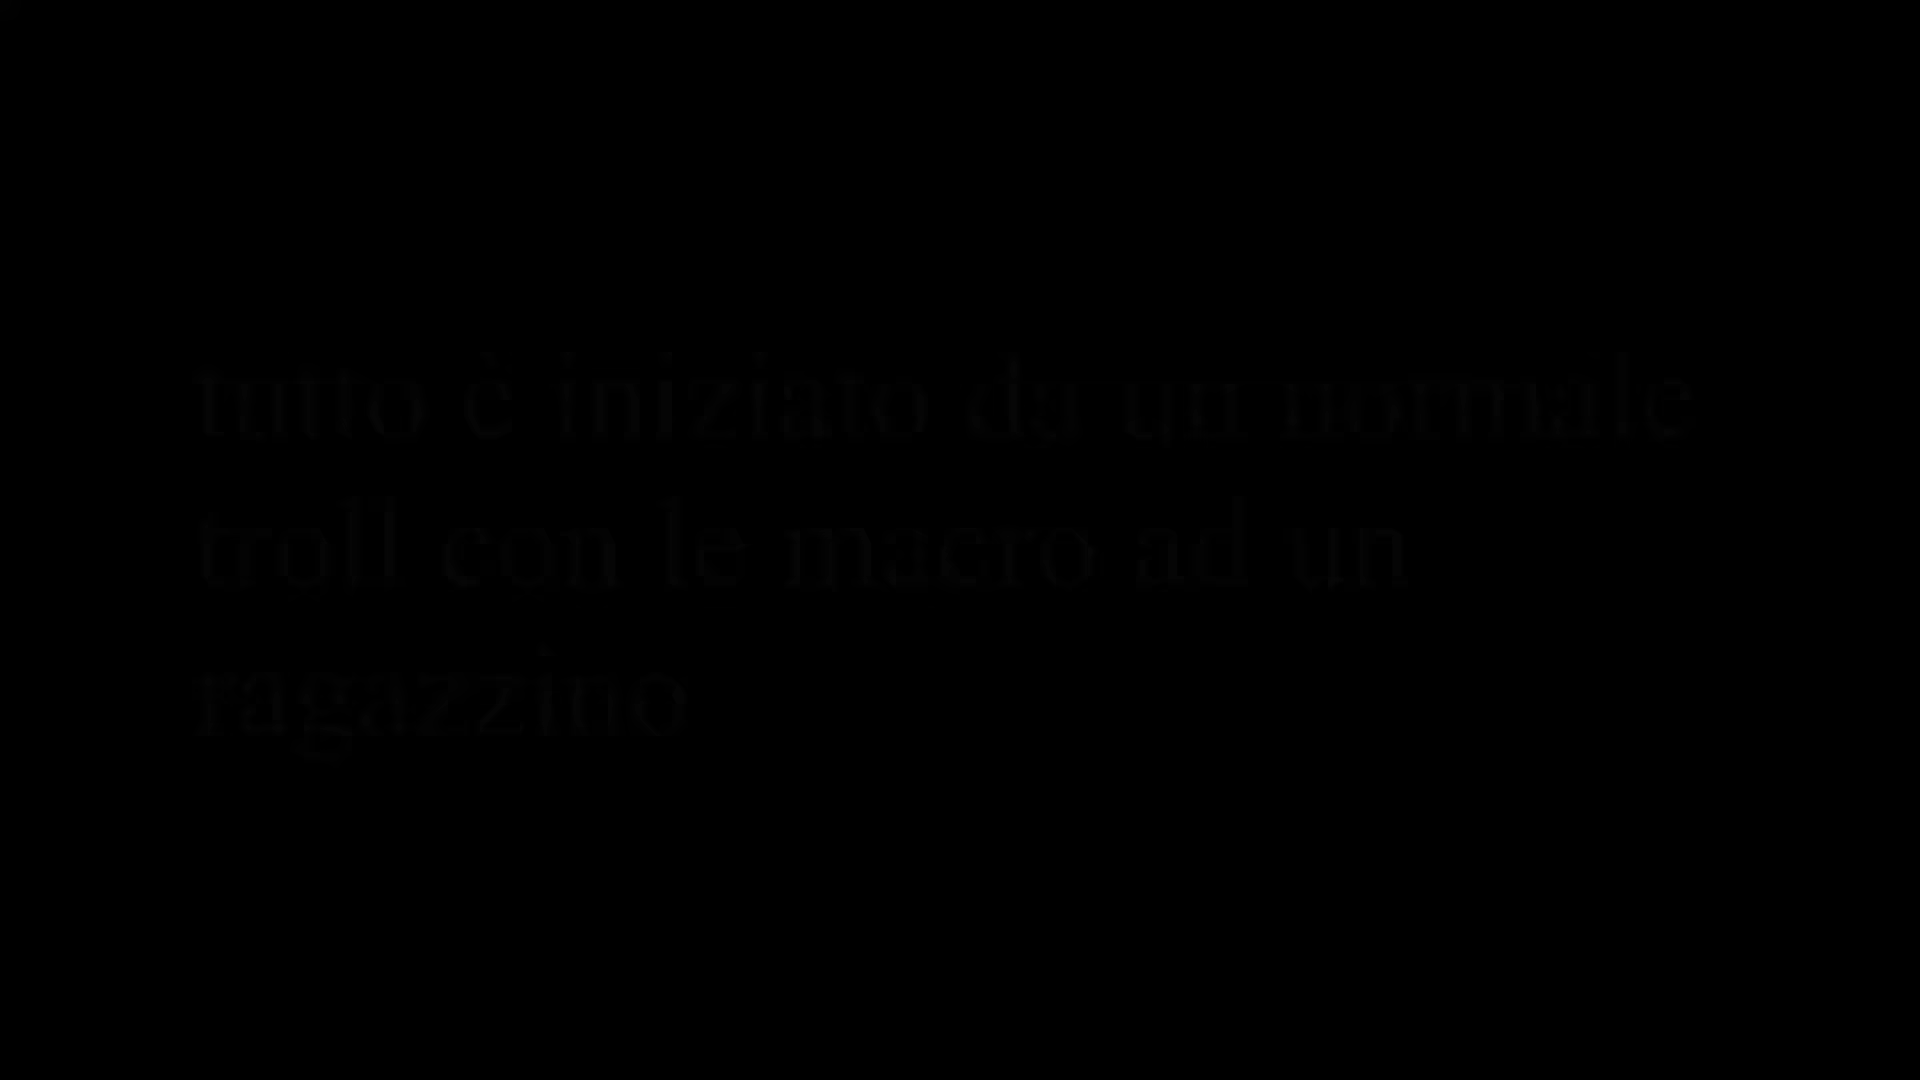 tutto è iniziato da un normale
troll con le macro ad un
ragazzino